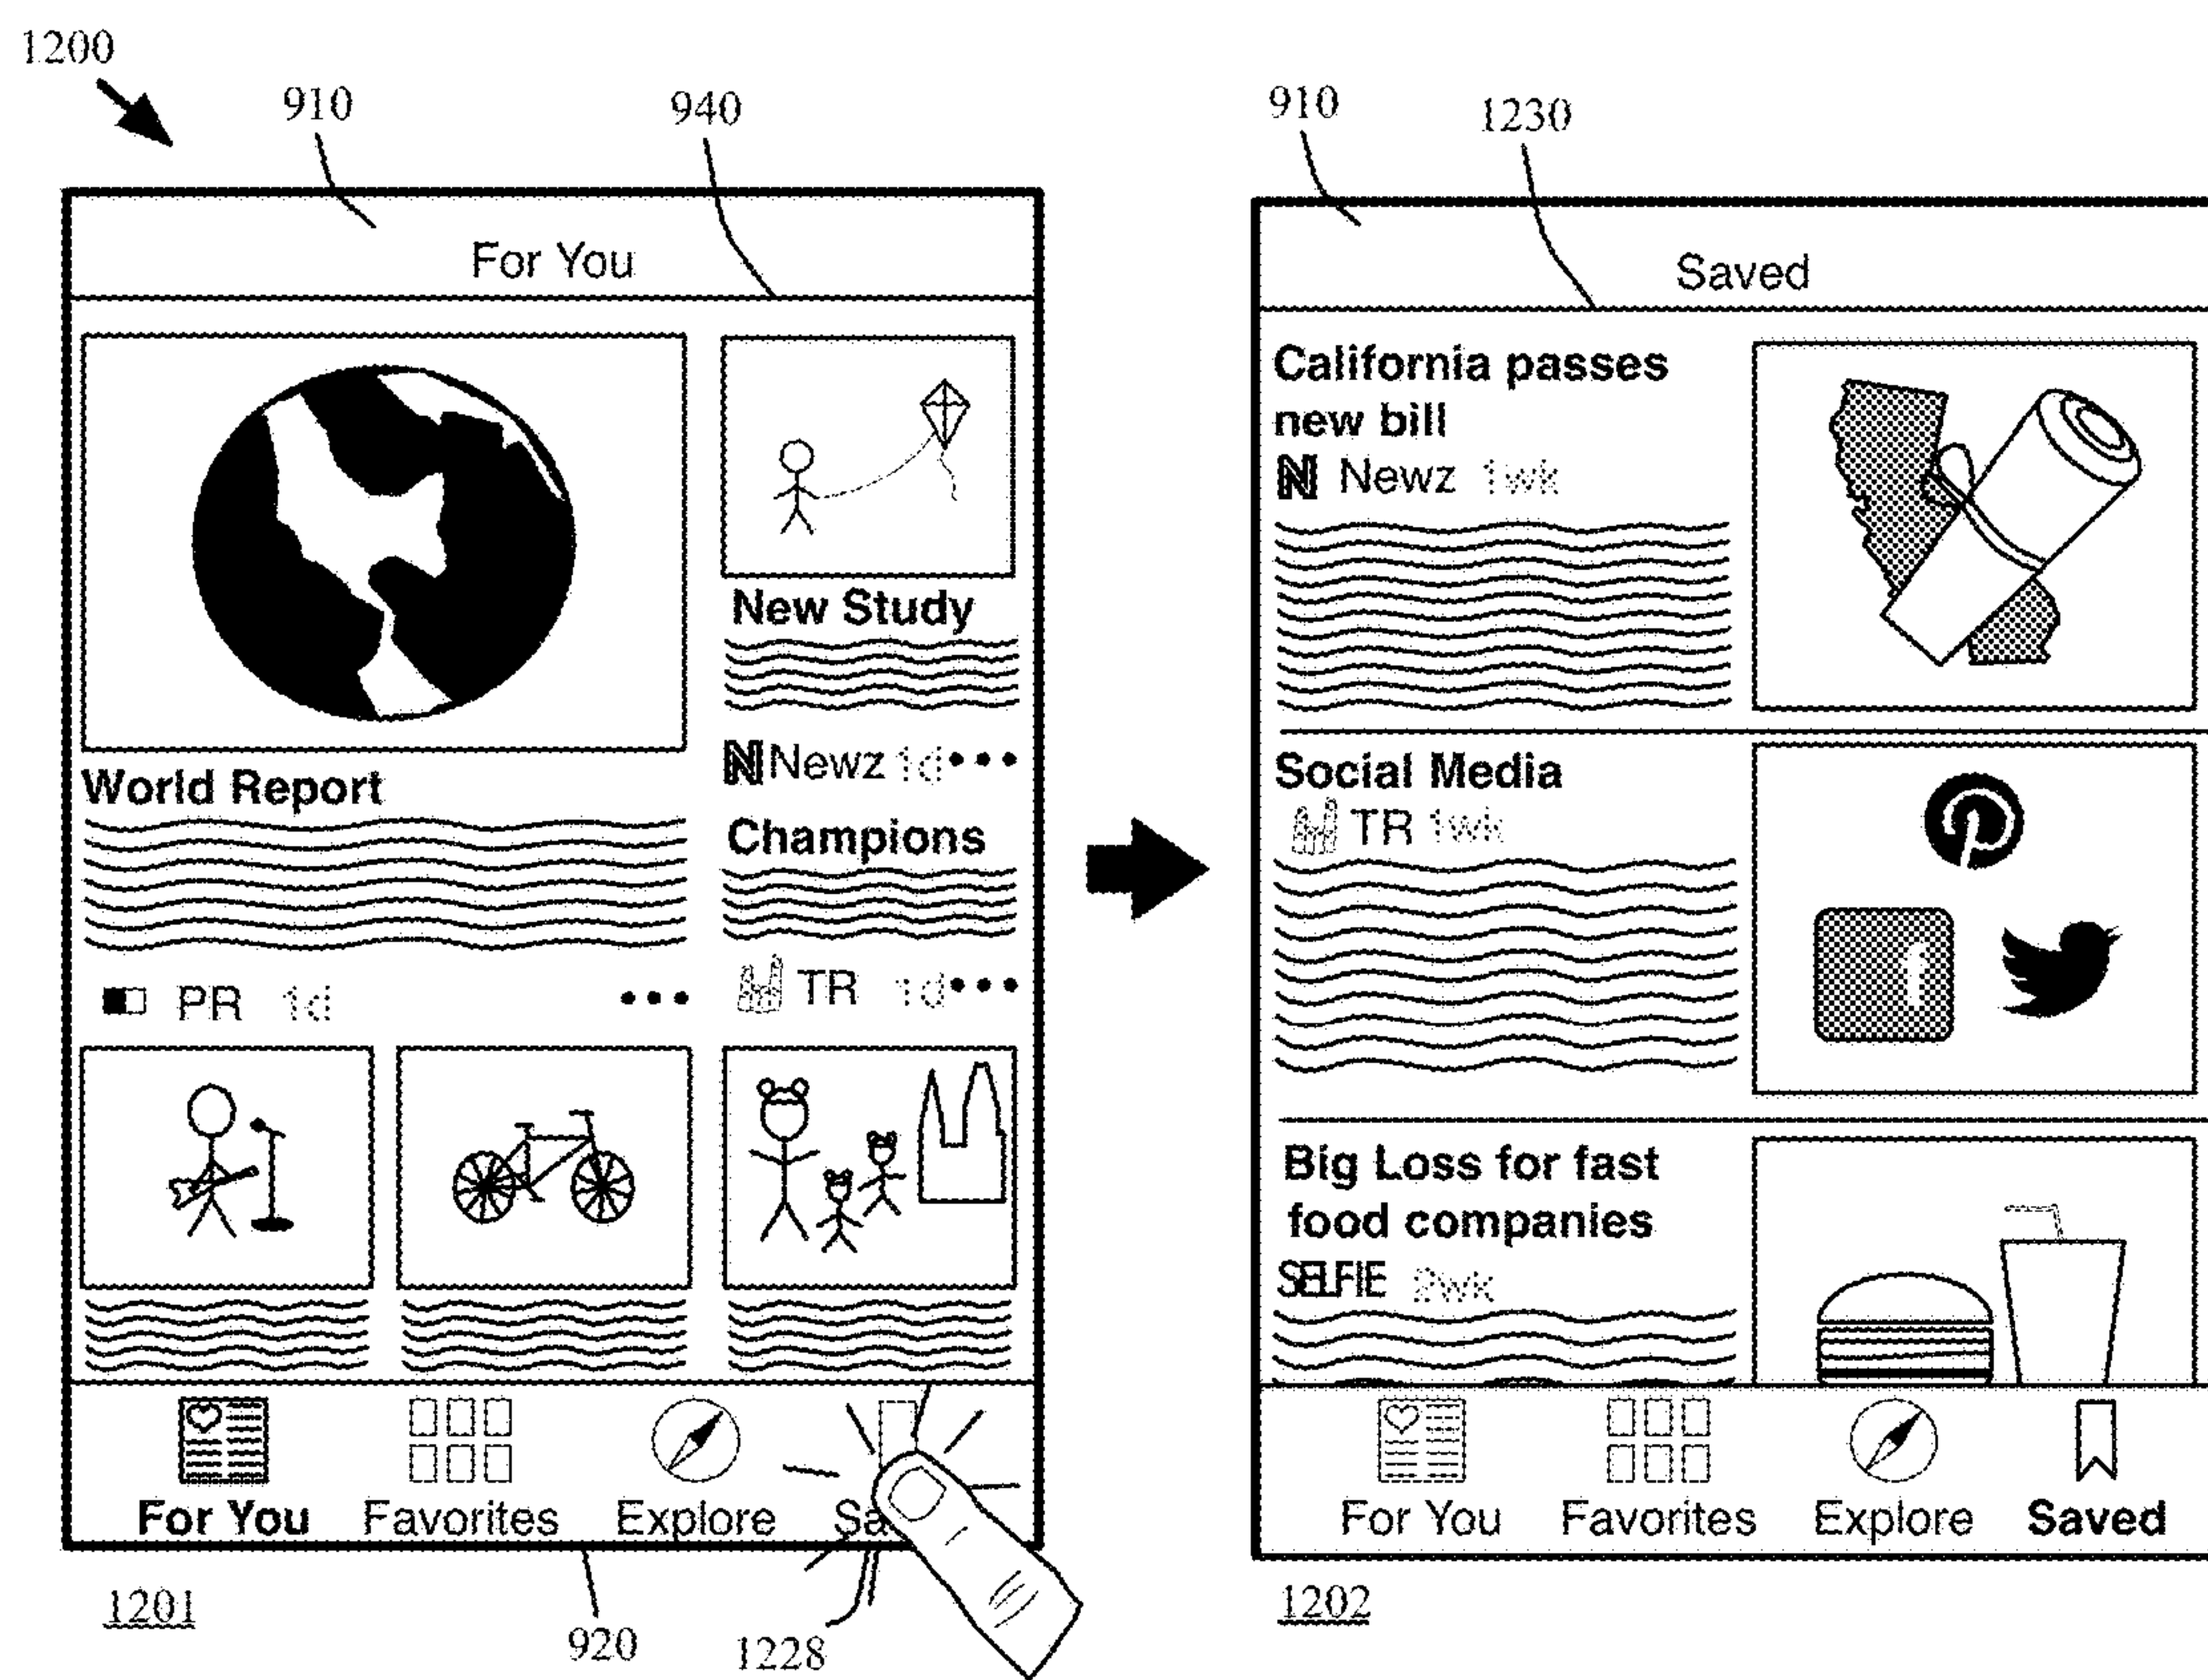 1200
910
940
For You
New Study
N Newz 1d•••
World Report
Champions
PR 1d •••
TR 1d•••
For You Favorites Explore Sa
1201
920
1228
910
1230
Saved
California passes
new bill
N Newz 1wk
Social Media
TR 1wk
f
Big Loss for fast
food companies
SELFIE 2wk
For You Favorites Explore Saved
1202